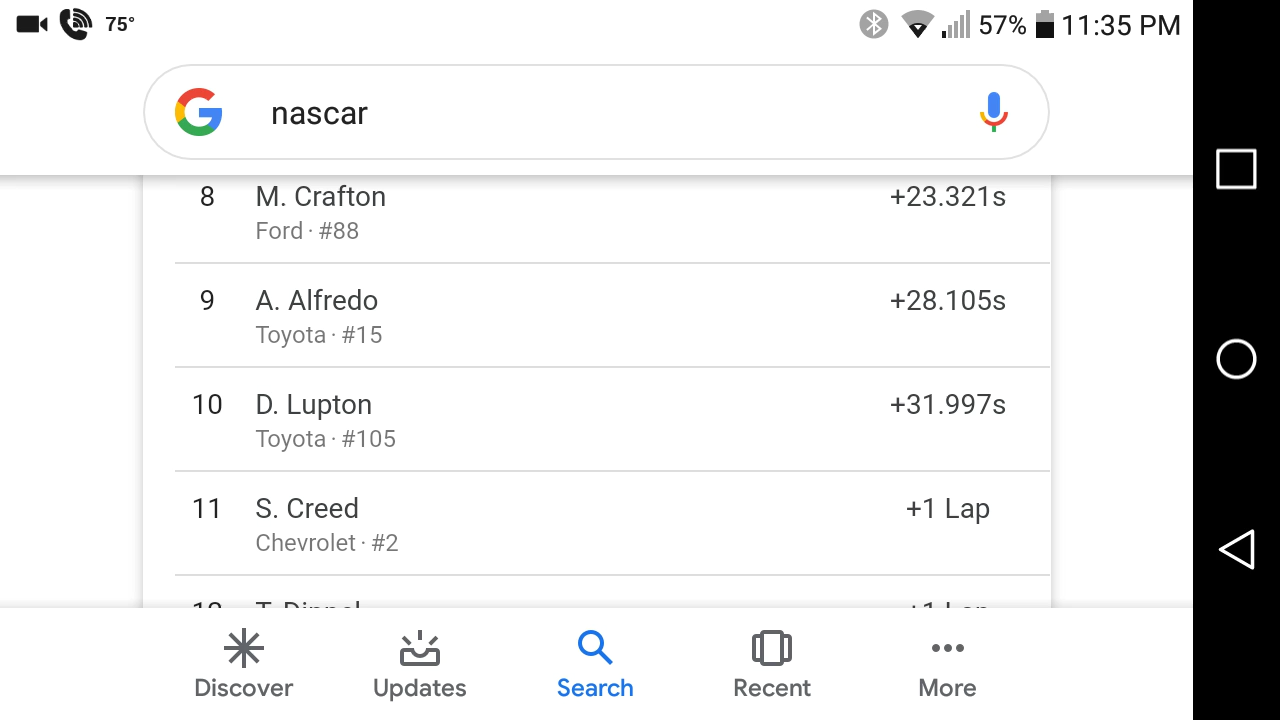 75°
57% 11:35 PM
nascar
8 M. Crafton +23.321s
Ford · #88
9 A. Alfredo +28.105s
Toyota · #15
10 D. Lupton +31.997s
Toyota · #105
11 S. Creed +1 Lap
Chevrolet · #2
Discover Updates Search Recent More